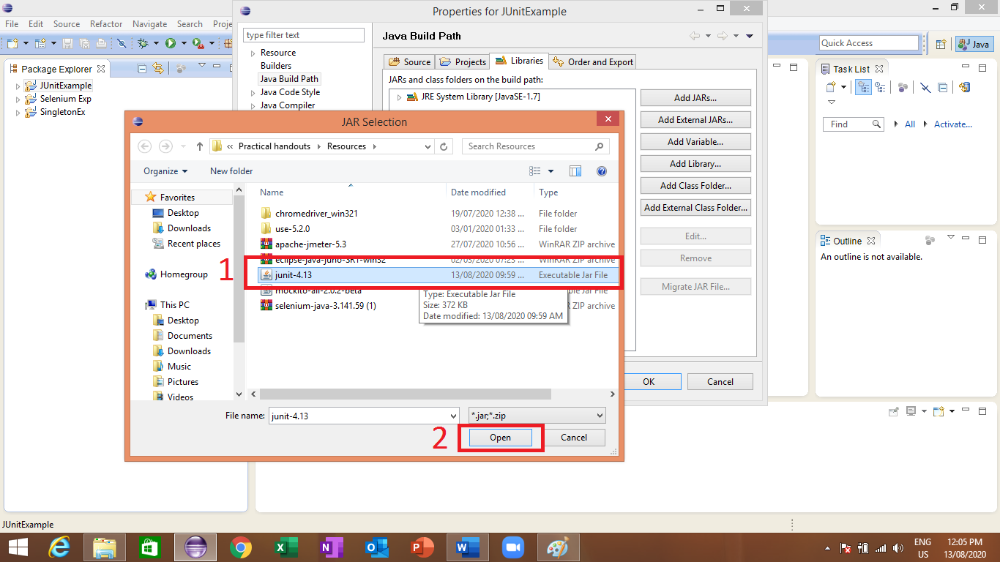 Properties for JUnitExample
File Edit Source Refactor Navigate Search Proje
type filter text
Java Build Path
Quick Access
Java
Resource
Builders
Java Build Path
Java Code Style
Java Compiler
Source Projects Libraries Order and Export
JARs and class folders on the build path:
JRE System Library [JavaSE-1.7]
Add JARs...
Add External JARs...
Add Variable...
Add Library...
Add Class Folder...
Add External Class Folder...
Edit...
Remove
Migrate JAR File...
OK Cancel
Package Explorer
JUnitExample
Selenium Exp
SingletonEx
Task List
Find All Activate...
Outline
An outline is not available.
JAR Selection
« Practical handouts Resources
Search Resources
Organize New folder
Favorites
Desktop
Downloads
Recent places
Homegroup
This PC
Desktop
Documents
Downloads
Music
Pictures
Videos
Name Date modified Type
chromedriver_win321 19/07/2020 12:38 ... File folder
use-5.2.0 03/01/2020 01:33 ... File folder
apache-jmeter-5.3 27/07/2020 10:56 ... WinRAR ZIP archive
eclipse-java-juno-SR1-win32 02/03/2020 07:23 ... WinRAR ZIP archive
1
junit-4.13 13/08/2020 09:59 ... Executable Jar File
mockito-all-2.0.2-beta le Jar File
selenium-java-3.141.59 (1) ZIP archive
Type: Executable Jar File
Size: 372 KB
Date modified: 13/08/2020 09:59 AM
File name: junit-4.13 *.jar;*.zip
2
Open Cancel
JUnitExample
ENG
US
12:05 PM
13/08/2020